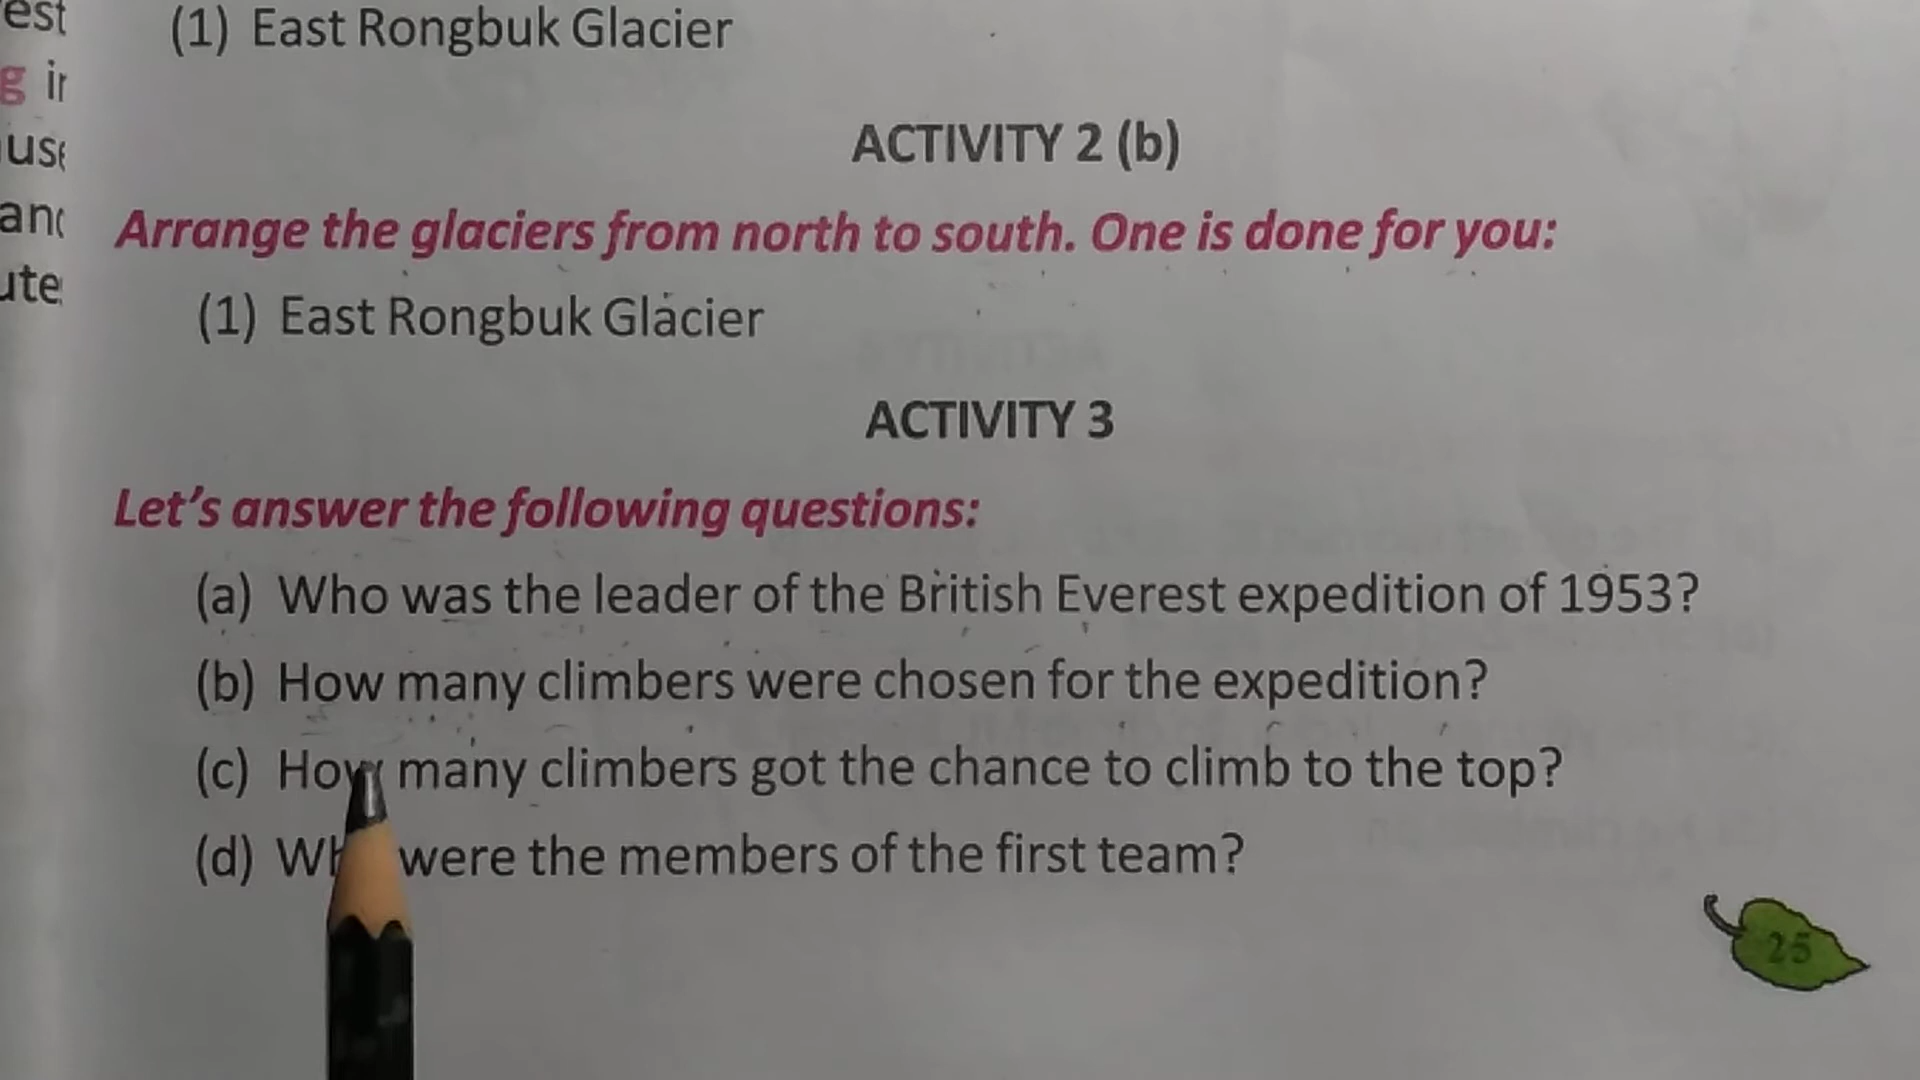 est
(1) East Rongbuk Glacier
g
ACTIVITY 2 (b)
Arrange the glaciers from north to south. One is done for you:
(1) East Rongbuk Glacier
ACTIVITY 3
Let's answer the following questions:
(a) Who was the leader of the British Everest expedition of 1953?
(b) How many climbers were chosen for the expedition?
(c) How many climbers got the chance to climb to the top?
(d) were the members of the first team?
25